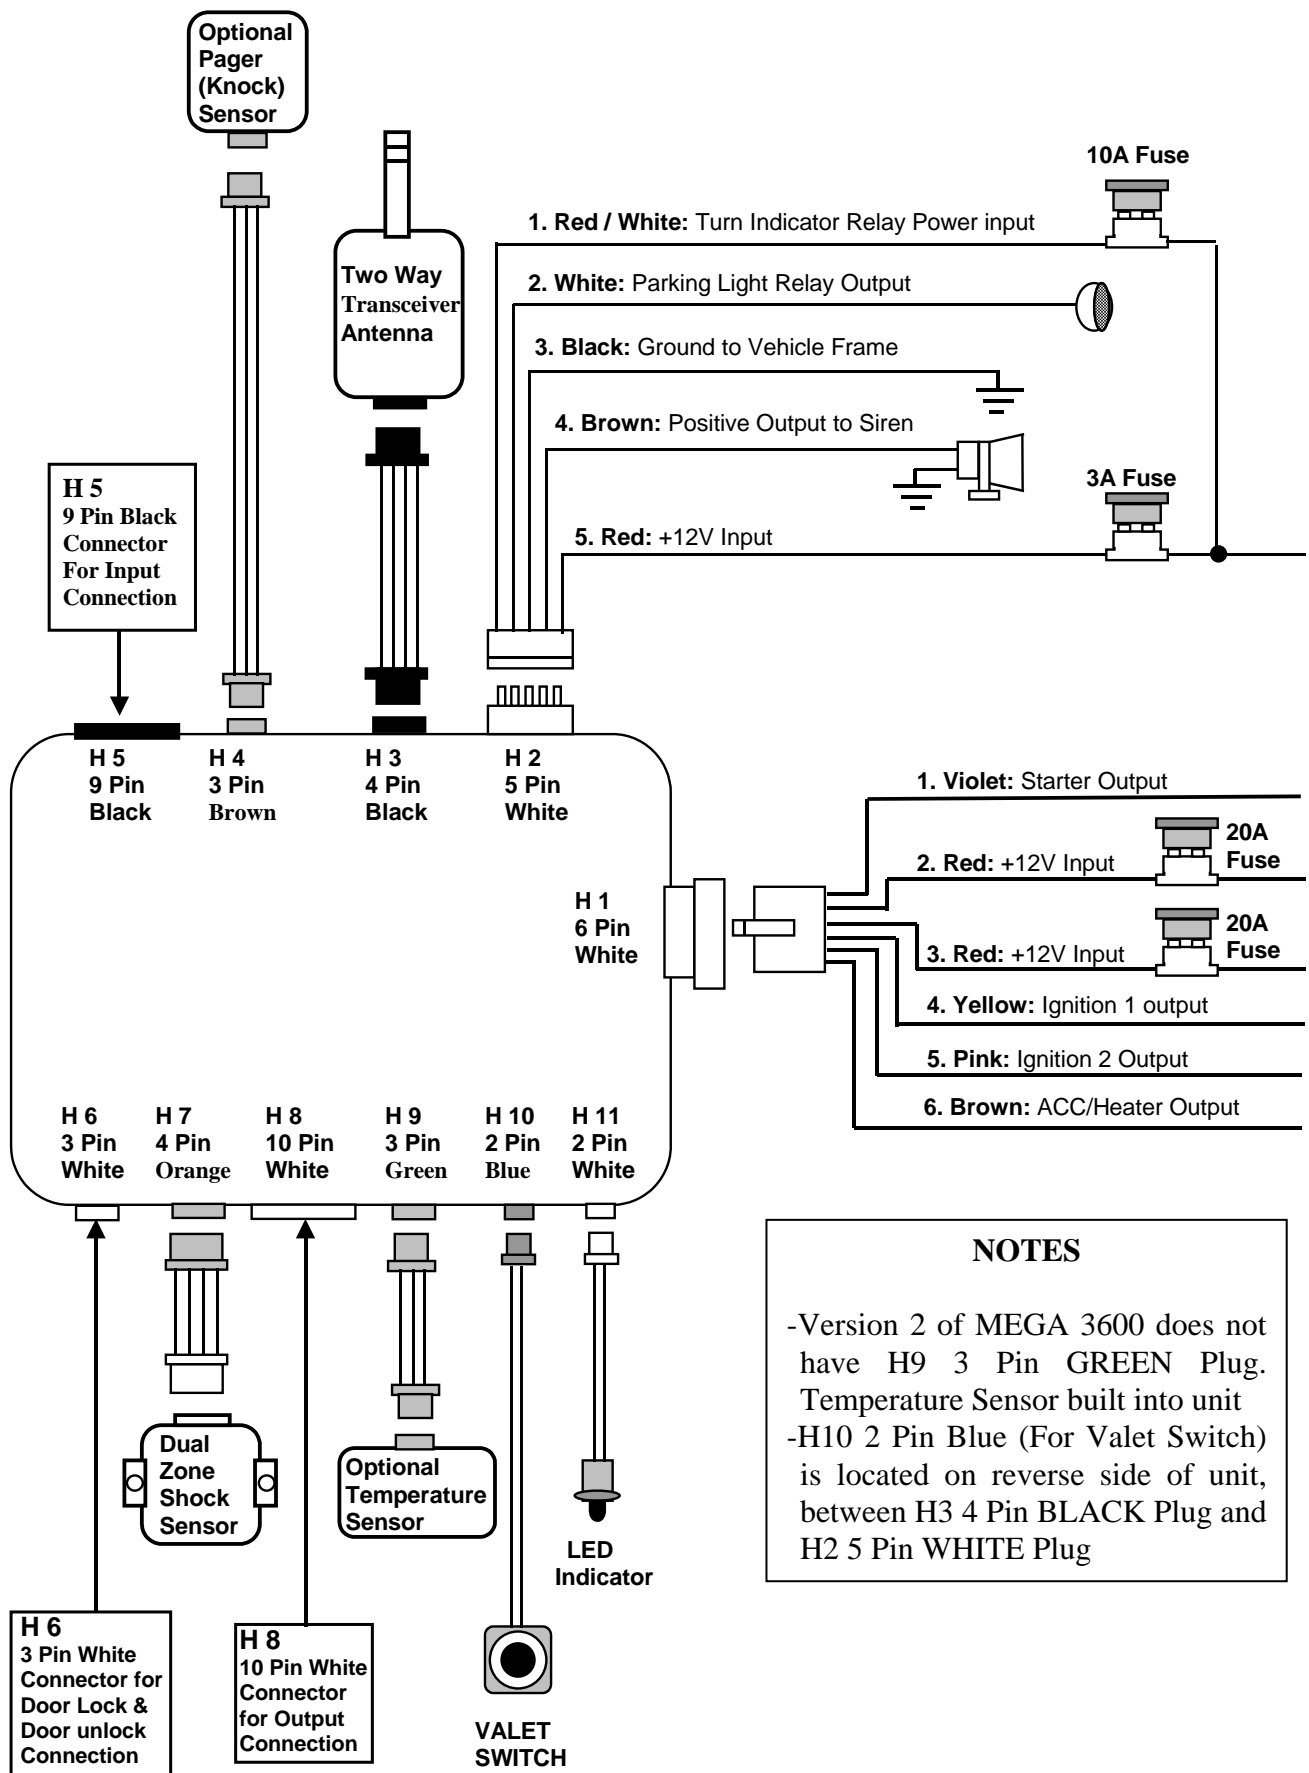 Optional
Pager
(Knock)
Sensor
10A Fuse
1. Red / White: Turn Indicator Relay Power input
Two Way
Transceiver
Antenna
2. White: Parking Light Relay Output
3. Black: Ground to Vehicle Frame
4. Brown: Positive Output to Siren
H 5
9 Pin Black
Connector
For Input
Connection
3A Fuse
5. Red: +12V Input
H 5
9 Pin
Black
H 4
3 Pin
Brown
H 3
4 Pin
Black
H 2
5 Pin
White
1. Violet: Starter Output
20A
Fuse
2. Red: +12V Input
H 1
6 Pin
White
20A
Fuse
3. Red: +12V Input
4. Yellow: Ignition 1 output
5. Pink: Ignition 2 Output
6. Brown: ACC/Heater Output
H 6
3 Pin
White
H 7
4 Pin
Orange
H 8
10 Pin
White
H 9
3 Pin
Green
H 10
2 Pin
Blue
H 11
2 Pin
White
NOTES
-Version 2 of MEGA 3600 does not
have H9 3 Pin GREEN Plug.
Temperature Sensor built into unit
-H10 2 Pin Blue (For Valet Switch)
is located on reverse side of unit,
between H3 4 Pin BLACK Plug and
H2 5 Pin WHITE Plug
Dual
Zone
Shock
Sensor
Optional
Temperature
Sensor
LED
Indicator
H 6
3 Pin White
Connector for
Door Lock &
Door unlock
Connection
H 8
10 Pin White
Connector
for Output
Connection
VALET
SWITCH